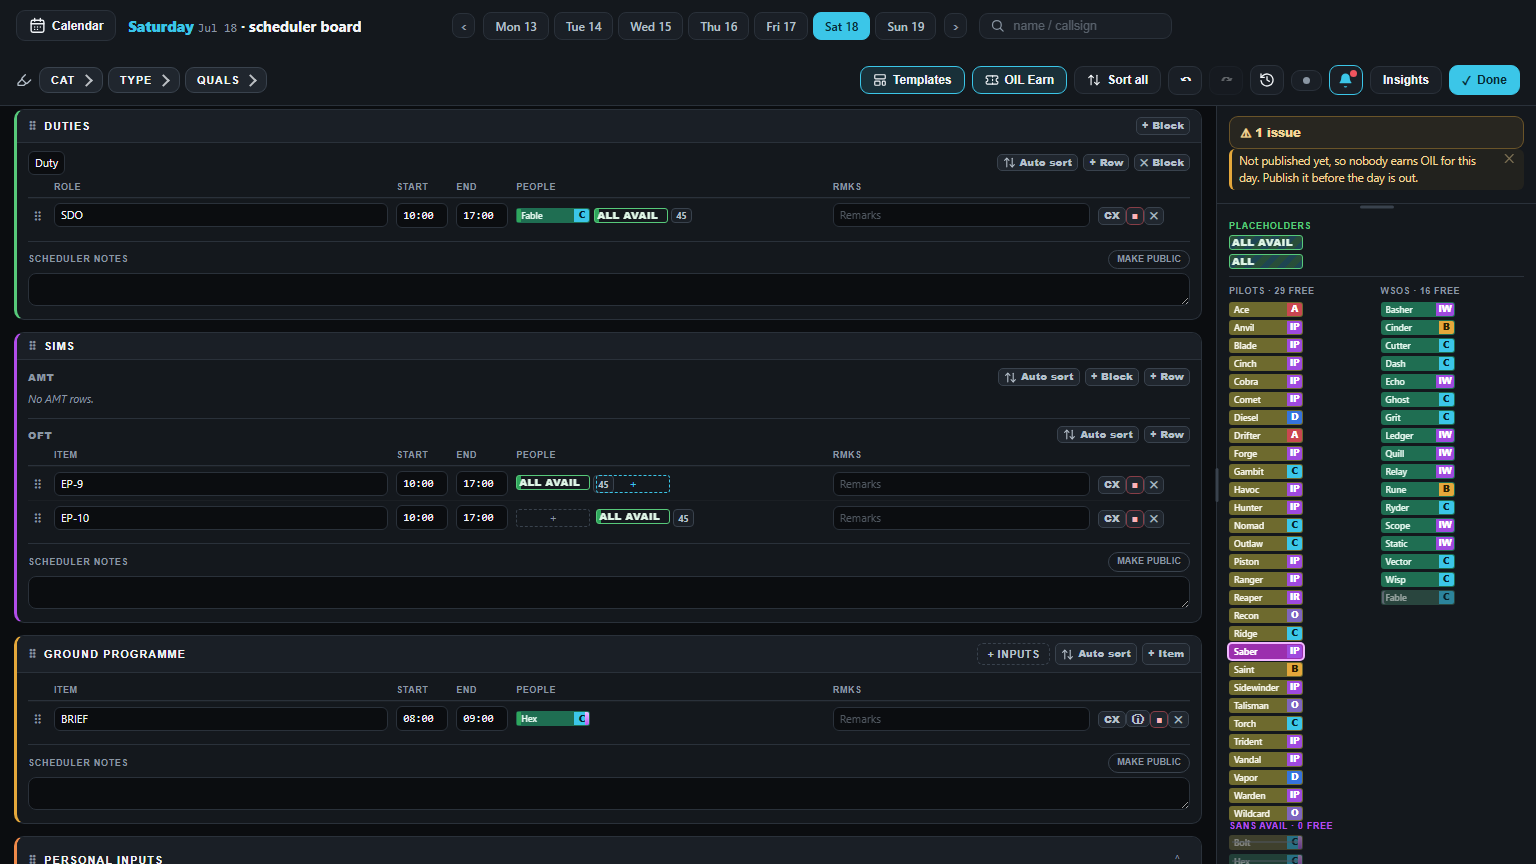 Calendar
Saturday Jul 18 · scheduler board
‹ Mon 13 Tue 14 Wed 15 Thu 16 Fri 17 Sat 18 Sun 19 ›
name / callsign
CAT TYPE QUALS
Templates OIL Earn Sort all Insights ✓ Done
DUTIES
+ Block
Duty
Auto sort + Row × Block
ROLE START END PEOPLE RMKS
SDO 10:00 17:00 Fable C ALL AVAIL 45 Remarks CX
SCHEDULER NOTES MAKE PUBLIC
SIMS
AMT Auto sort + Block + Row
No AMT rows.
OFT Auto sort + Row
ITEM START END PEOPLE RMKS
EP-9 10:00 17:00 ALL AVAIL 45 + Remarks CX
EP-10 10:00 17:00 + ALL AVAIL 45 Remarks CX
SCHEDULER NOTES MAKE PUBLIC
GROUND PROGRAMME + INPUTS Auto sort + Item
ITEM START END PEOPLE RMKS
BRIEF 08:00 09:00 Hex C Remarks CX
SCHEDULER NOTES MAKE PUBLIC
PERSONAL INPUTS
⚠ 1 issue
Not published yet, so nobody earns OIL for this
day. Publish it before the day is out.
PLACEHOLDERS
ALL AVAIL
ALL
PILOTS · 29 FREE
Ace A
Anvil IP
Blade IP
Cinch IP
Cobra IP
Comet IP
Diesel D
Drifter A
Forge IP
Gambit C
Havoc IP
Hunter IP
Nomad C
Outlaw C
Piston IP
Ranger IP
Reaper IR
Recon O
Ridge C
Saber IP
Saint B
Sidewinder IP
Talisman O
Torch C
Trident IP
Vandal IP
Vapor D
Warden IP
Wildcard O
WSOS · 16 FREE
Basher IW
Cinder B
Cutter C
Dash C
Echo IW
Ghost C
Grit C
Ledger IW
Quill IW
Relay IW
Rune B
Ryder C
Scope IW
Static IW
Vector C
Wisp C
Fable C
SANS AVAIL · 0 FREE
Bolt C
Hex C